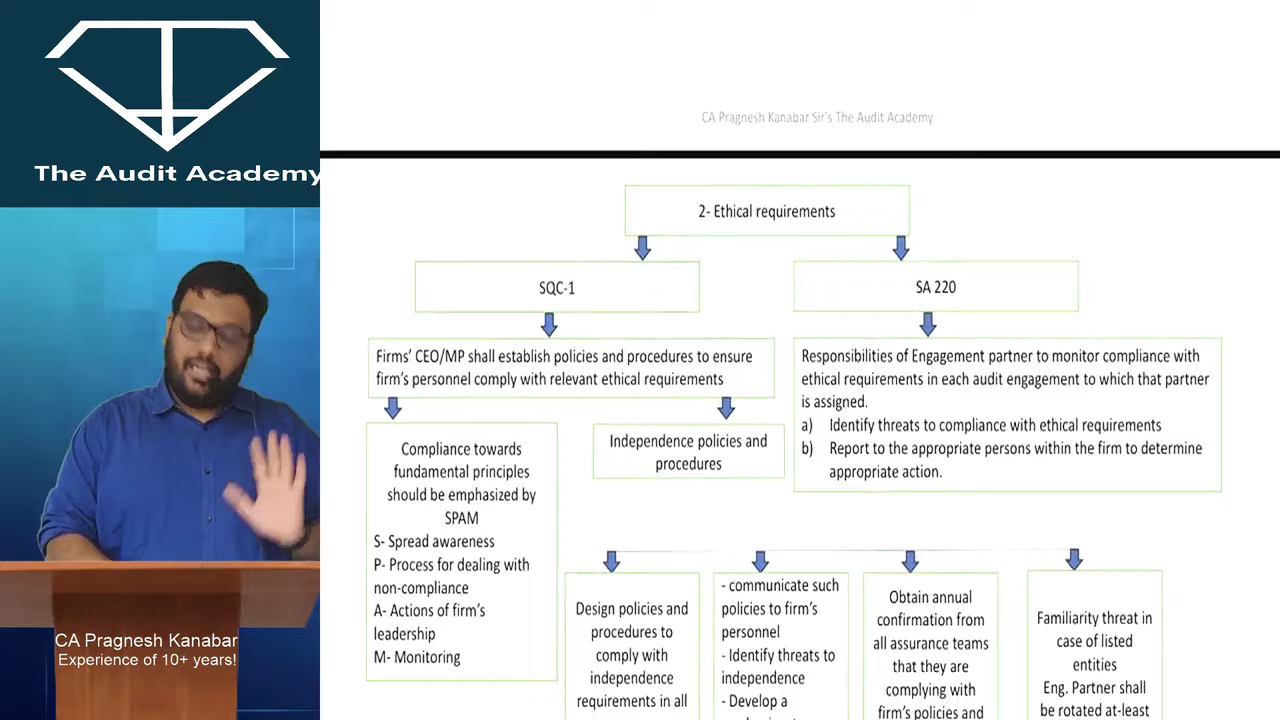 The Audit Academy
CA Pragnesh Kanabar
Experience of 10+ years!
CA Pragnesh Kanabar Sir's The Audit Academy
2- Ethical requirements
SQC-1
SA 220
Firms' CEO/MP shall establish policies and procedures to ensure
firm's personnel comply with relevant ethical requirements
Responsibilities of Engagement partner to monitor compliance with
ethical requirements in each audit engagement to which that partner
is assigned.
a) Identify threats to compliance with ethical requirements
b) Report to the appropriate persons within the firm to determine
appropriate action.
Compliance towards
fundamental principles
should be emphasized by
SPAM
S- Spread awareness
P- Process for dealing with
non-compliance
A- Actions of firm's
leadership
M- Monitoring
Independence policies and
procedures
Design policies and
procedures to
comply with
independence
requirements in all
- communicate such
policies to firm's
personnel
- Identify threats to
independence
- Develop a
Obtain annual
confirmation from
all assurance teams
that they are
complying with
firm's policies and
Familiarity threat in
case of listed
entities
Eng. Partner shall
be rotated at-least